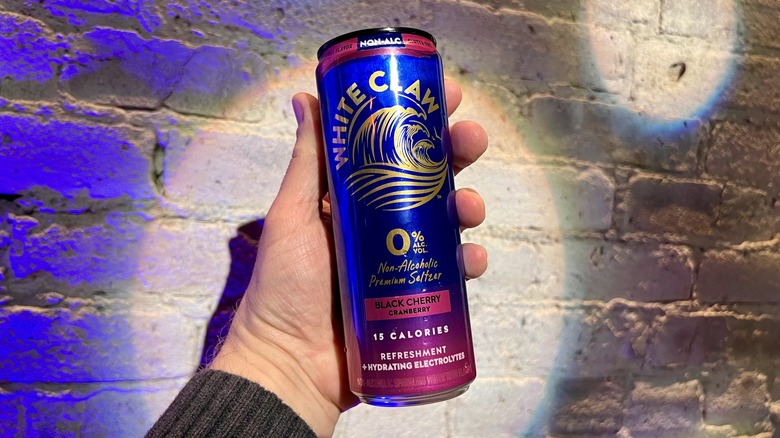 NON-ALC
WHITE CLAW
0%
ALC.
VOL.
Non-Alcoholic
Premium Seltzer
BLACK CHERRY
CRANBERRY
15 CALORIES
REFRESHMENT
+ HYDRATING ELECTROLYTES